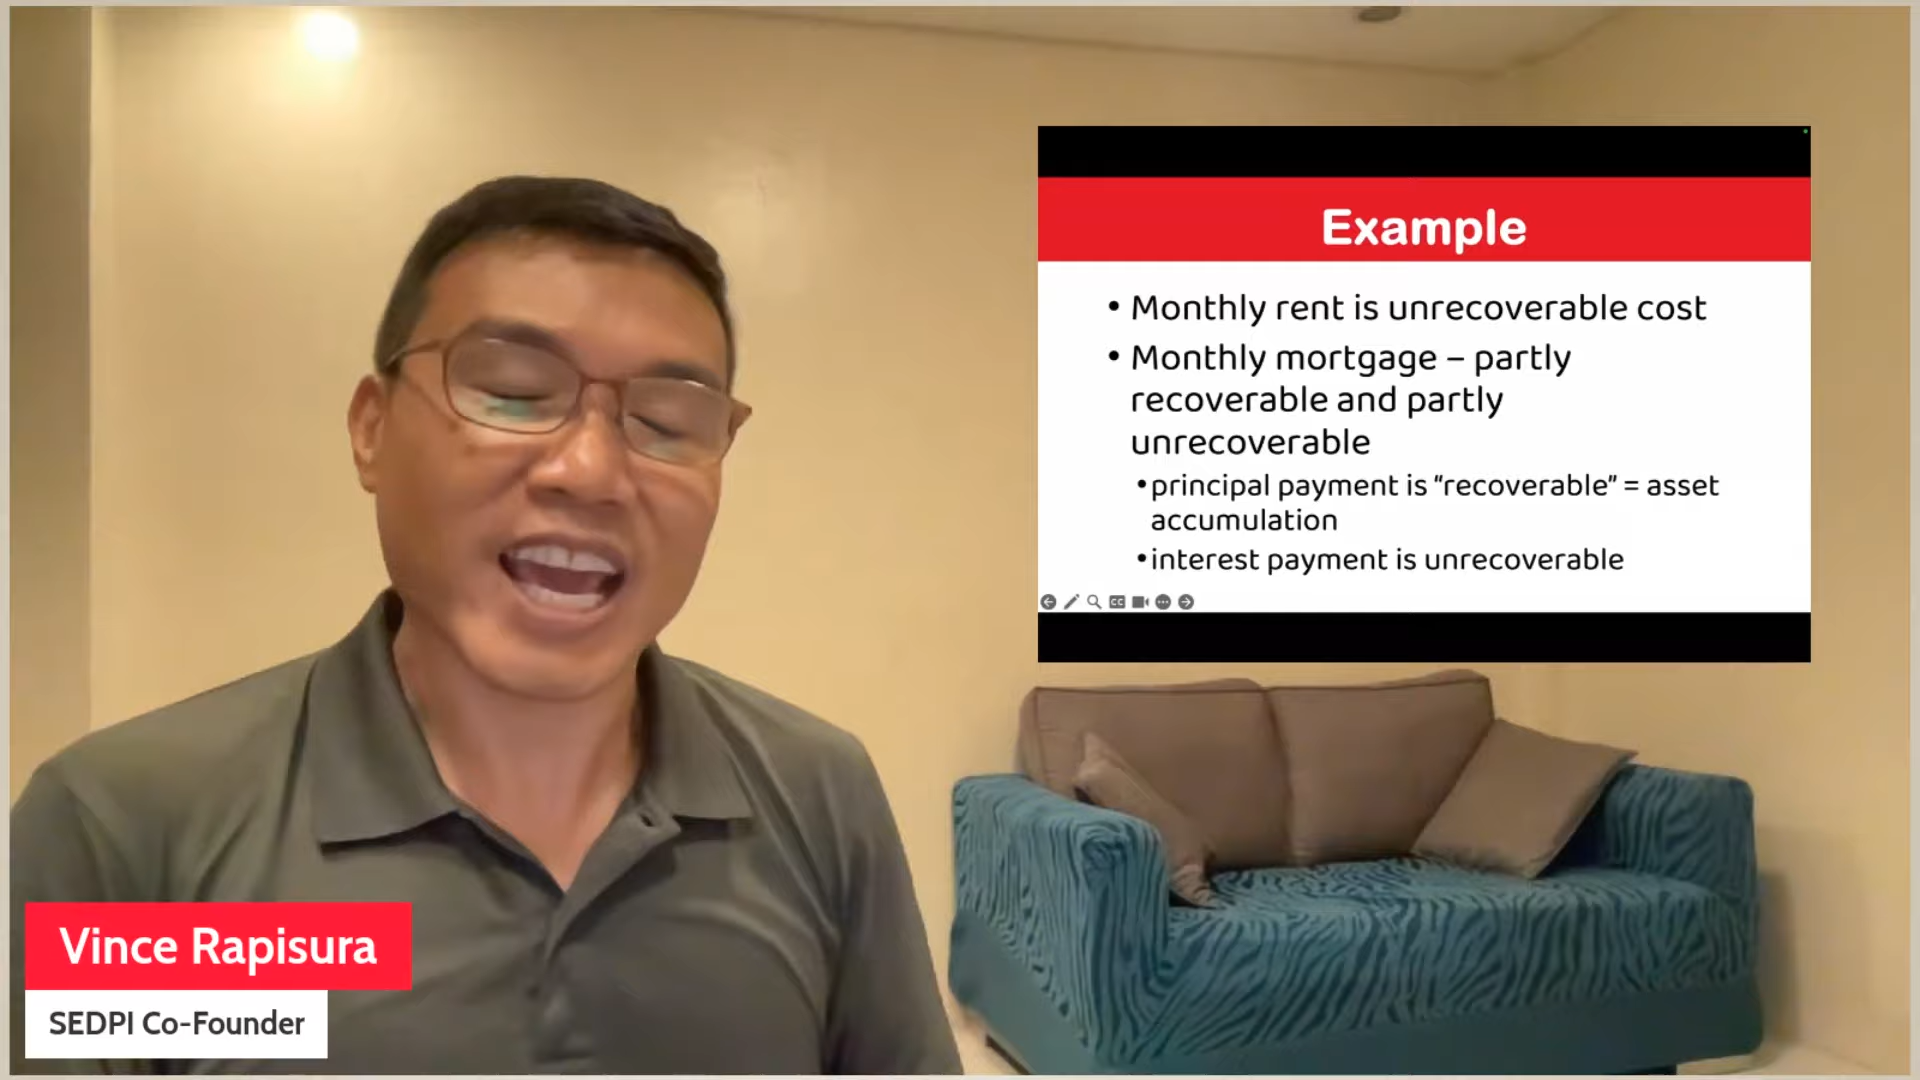 Example
• Monthly rent is unrecoverable cost
• Monthly mortgage – partly
recoverable and partly
unrecoverable
• principal payment is “recoverable” = asset
accumulation
• interest payment is unrecoverable
CC
Vince Rapisura
SEDPI Co-Founder